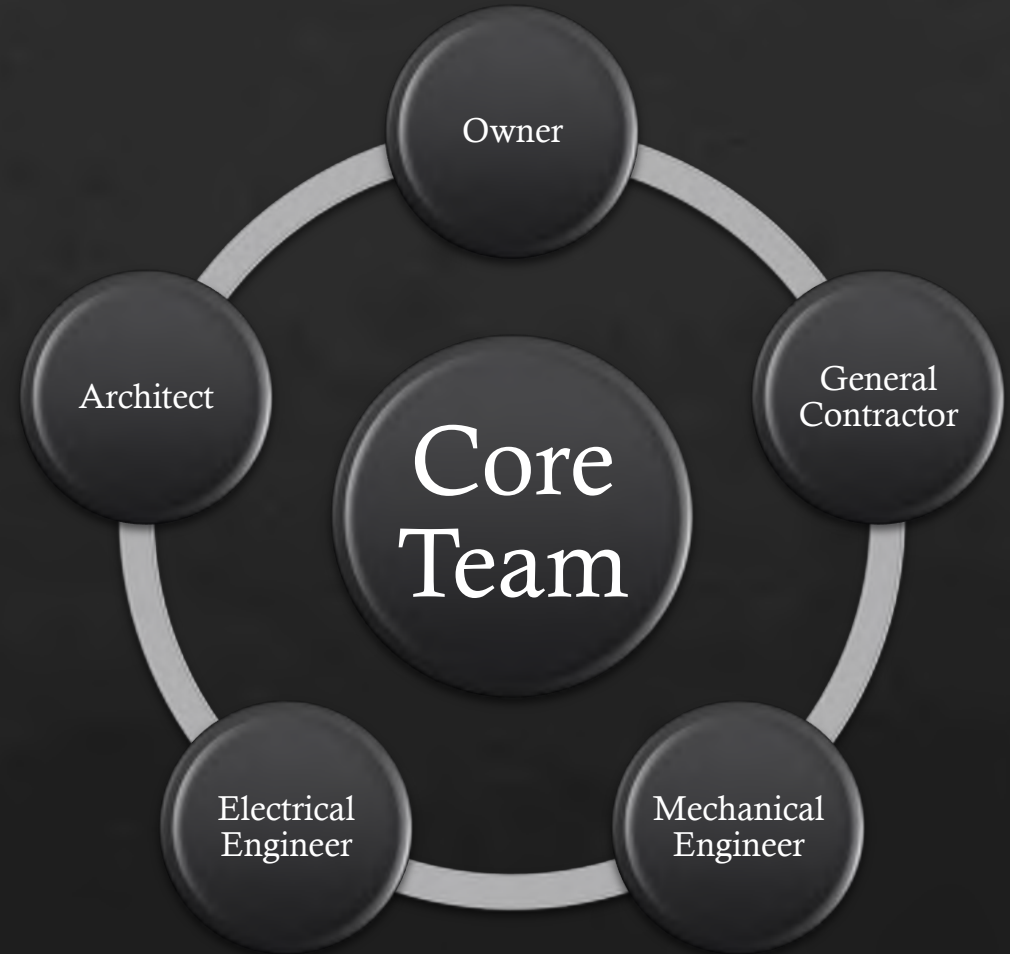 Owner
General
Contractor
Mechanical
Engineer
Electrical
Engineer
Architect
Core
Team